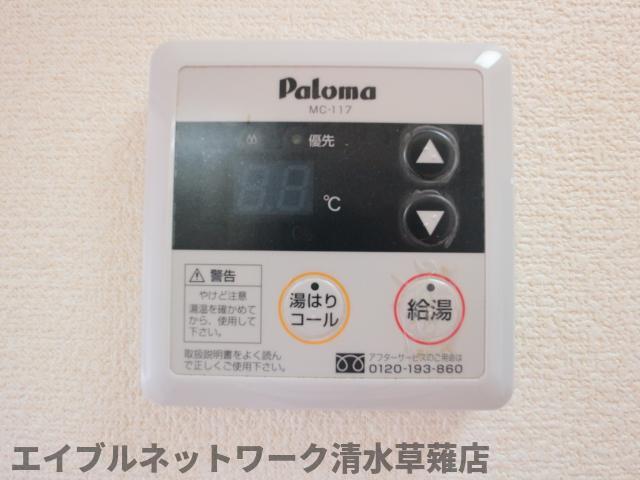 Paloma
MC-117
優先
8.8 ℃
警告
やけど注意
湯温を確かめて
から、使用して
下さい。
湯はり
コール
給湯
取扱説明書をよく読ん
で正しくご使用下さい。
アフターサービスのご用命は
0120-193-860
エイブルネットワーク清水草薙店